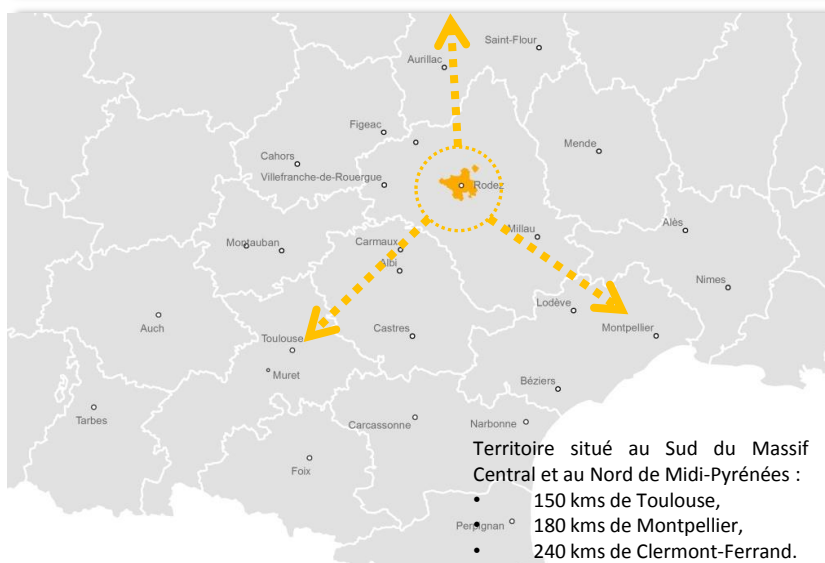 Saint-Flour
Aurillac
Figeac
Mende
Cahors
Villefranche-de-Rouergue
Rodez
Alès
Millau
Montauban
Carmaux
Albi
Nimes
Lodève
Auch
Castres
Montpellier
Toulouse
Muret
Béziers
Tarbes
Carcassonne
Narbonne
Foix
Territoire situé au Sud du Massif
Central et au Nord de Midi-Pyrénées :
• 150 kms de Toulouse,
Perpignan
• 180 kms de Montpellier,
• 240 kms de Clermont-Ferrand.